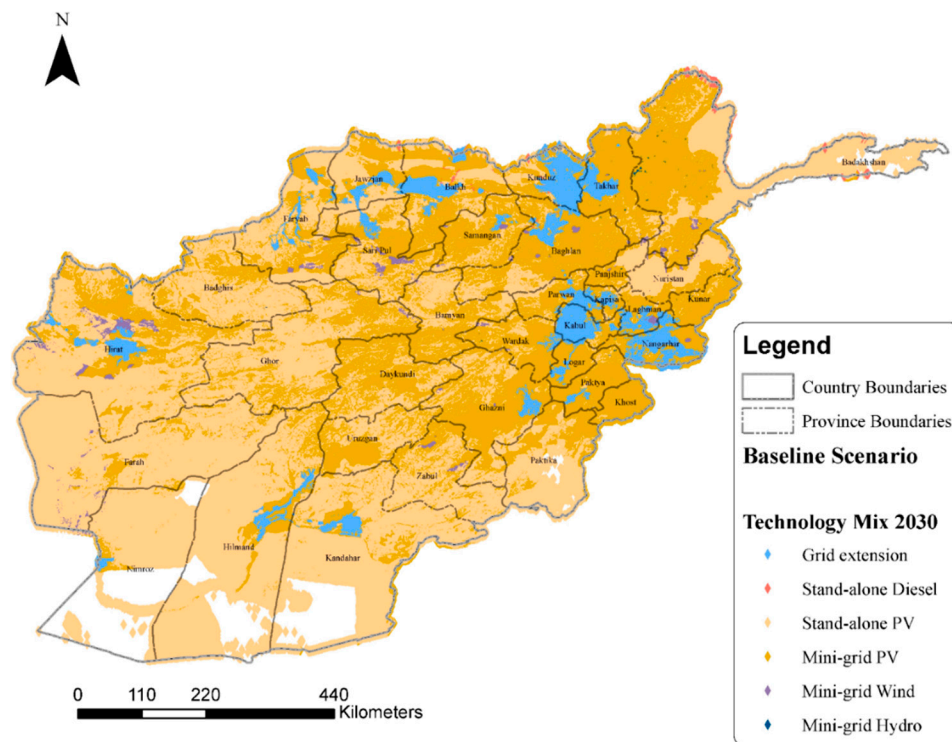 N
Badakhshan
Jawzjan
Balkh
Kunduz
Takhar
Faryab
Samangan
Sari Pul
Baghlan
Badghis
Panjshir
Nuristan
Bamyan
Parwan
Kapisa
Kunar
Laghman
Kabul
Hirat
Wardak
Nangarhar
Ghor
Logar
Daykundi
Paktya
Ghazni
Khost
Uruzgan
Farah
Zabul
Paktika
Hilmand
Kandahar
Nimroz
Legend
Country Boundaries
Province Boundaries
Baseline Scenario
Technology Mix 2030
Grid extension
Stand-alone Diesel
Stand-alone PV
Mini-grid PV
Mini-grid Wind
Mini-grid Hydro
0 110 220 440
Kilometers